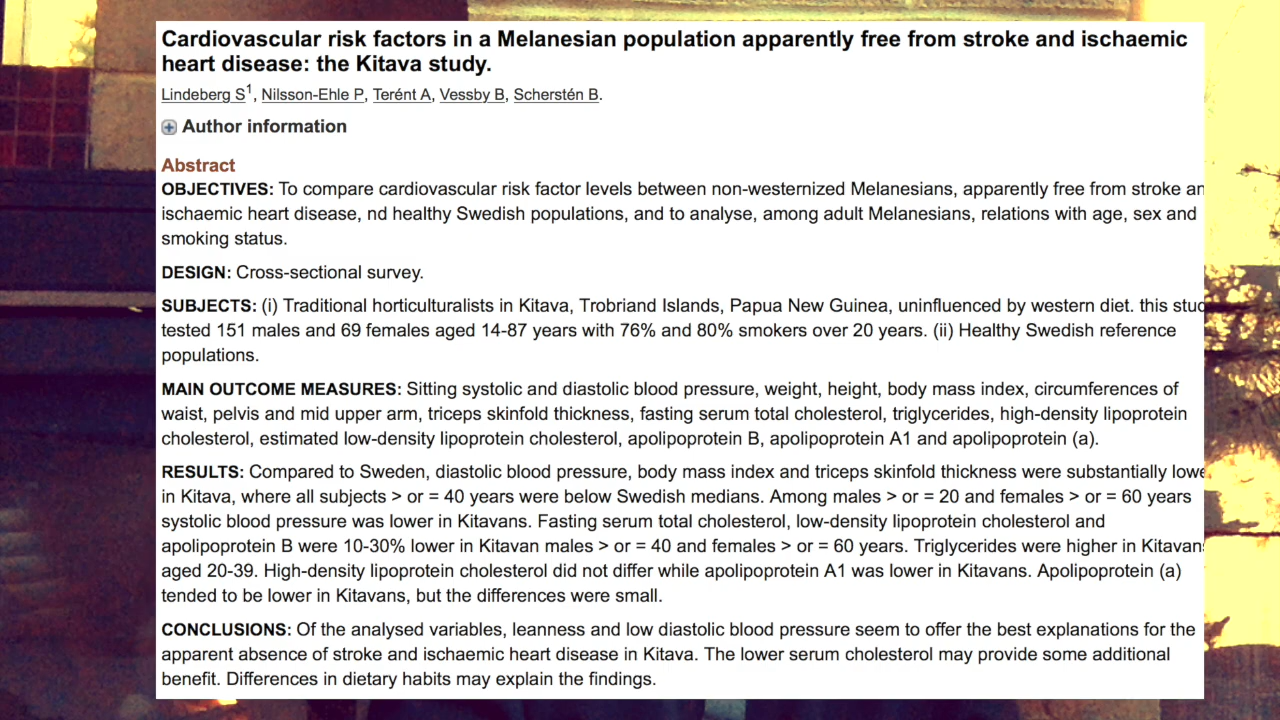 Cardiovascular risk factors in a Melanesian population apparently free from stroke and ischaemic
heart disease: the Kitava study.
Lindeberg S1, Nilsson-Ehle P, Terént A, Vessby B, Scherstén B.
Author information
Abstract
OBJECTIVES: To compare cardiovascular risk factor levels between non-westernized Melanesians, apparently free from stroke an
ischaemic heart disease, nd healthy Swedish populations, and to analyse, among adult Melanesians, relations with age, sex and
smoking status.
DESIGN: Cross-sectional survey.
SUBJECTS: (i) Traditional horticulturalists in Kitava, Trobriand Islands, Papua New Guinea, uninfluenced by western diet. this stud
tested 151 males and 69 females aged 14-87 years with 76% and 80% smokers over 20 years. (ii) Healthy Swedish reference
populations.
MAIN OUTCOME MEASURES: Sitting systolic and diastolic blood pressure, weight, height, body mass index, circumferences of
waist, pelvis and mid upper arm, triceps skinfold thickness, fasting serum total cholesterol, triglycerides, high-density lipoprotein
cholesterol, estimated low-density lipoprotein cholesterol, apolipoprotein B, apolipoprotein A1 and apolipoprotein (a).
RESULTS: Compared to Sweden, diastolic blood pressure, body mass index and triceps skinfold thickness were substantially lowe
in Kitava, where all subjects > or = 40 years were below Swedish medians. Among males > or = 20 and females > or = 60 years
systolic blood pressure was lower in Kitavans. Fasting serum total cholesterol, low-density lipoprotein cholesterol and
apolipoprotein B were 10-30% lower in Kitavan males > or = 40 and females > or = 60 years. Triglycerides were higher in Kitavans
aged 20-39. High-density lipoprotein cholesterol did not differ while apolipoprotein A1 was lower in Kitavans. Apolipoprotein (a)
tended to be lower in Kitavans, but the differences were small.
CONCLUSIONS: Of the analysed variables, leanness and low diastolic blood pressure seem to offer the best explanations for the
apparent absence of stroke and ischaemic heart disease in Kitava. The lower serum cholesterol may provide some additional
benefit. Differences in dietary habits may explain the findings.